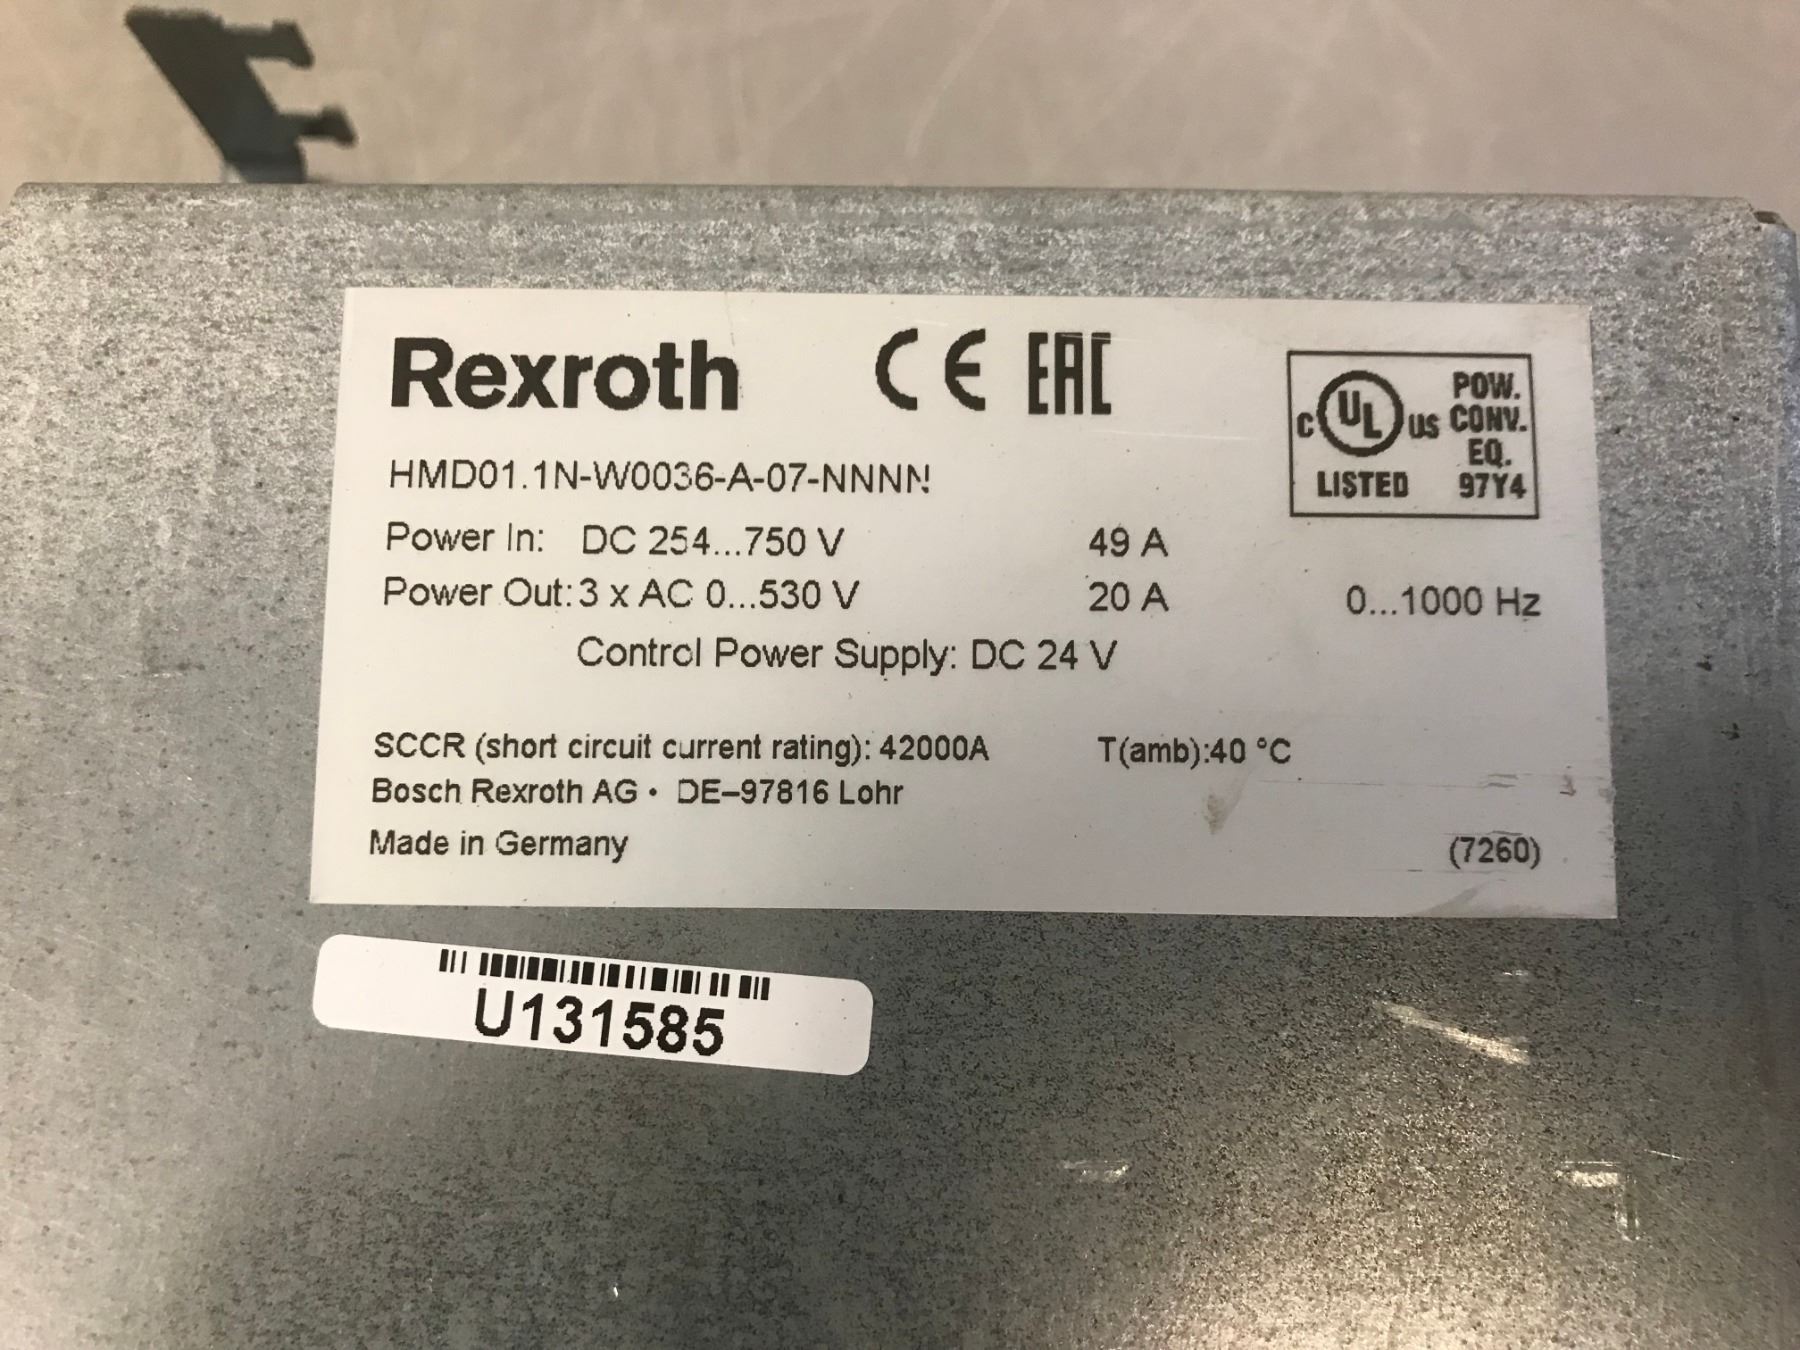 Rexroth CE EAC
C UL US LISTED
POW.
CONV.
EQ.
97Y4
HMD01.1N-W0036-A-07-NNNN
Power In: DC 254...750 V 49 A
Power Out: 3 x AC 0...530 V 20 A 0...1000 Hz
Control Power Supply: DC 24 V
SCCR (short circuit current rating): 42000A T(amb):40 °C
Bosch Rexroth AG • DE–97816 Lohr
Made in Germany (7260)
U131585